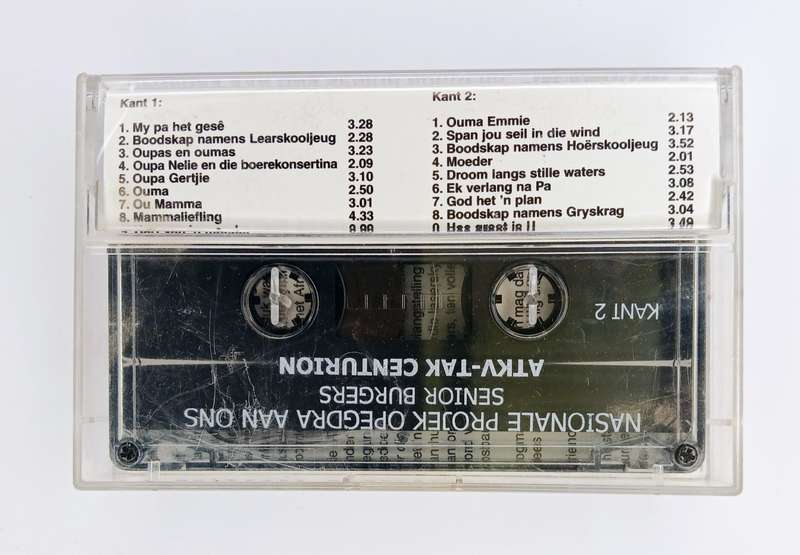 Kant 1:
1. My pa het gesê 3.28
2. Boodskap namens Learskooljeug 2.28
3. Oupas en oumas 3.23
4. Oupa Nelie en die boerekonsertina 2.09
5. Oupa Gertjie 3.10
6. Ouma 2.50
7. Ou Mamma 3.01
8. Mammaliefling 4.33
Kant 2:
1. Ouma Emmie 2.13
2. Span jou seil in die wind 3.17
3. Boodskap namens Hoërskooljeug 3.52
4. Moeder 2.01
5. Droom langs stille waters 2.53
6. Ek verlang na Pa 3.08
7. God het 'n plan 2.42
8. Boodskap namens Gryskrag 3.04
KANT 2
NASIONALE PROJEK OPEGDRA AAN ONS
SENIOR BURGERS
ATKV-TAK CENTURION